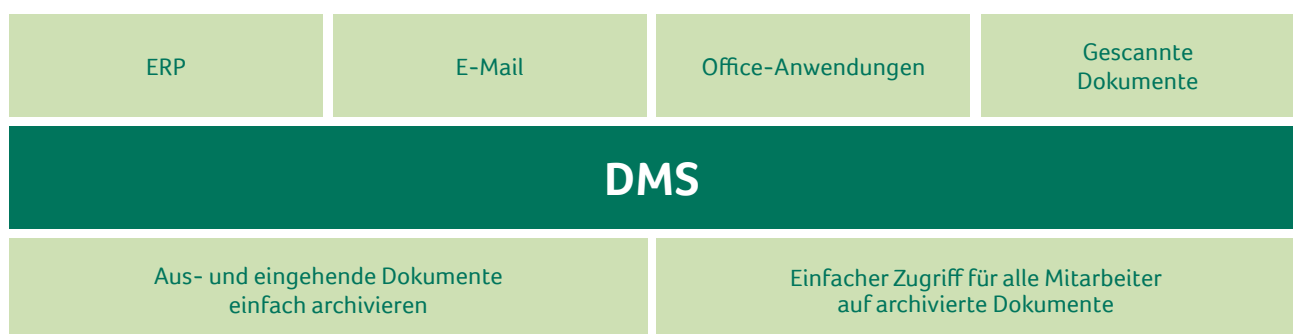 ERP
E-Mail
Office-Anwendungen
Gescannte
Dokumente
DMS
Aus- und eingehende Dokumente
einfach archivieren
Einfacher Zugriff für alle Mitarbeiter
auf archivierte Dokumente